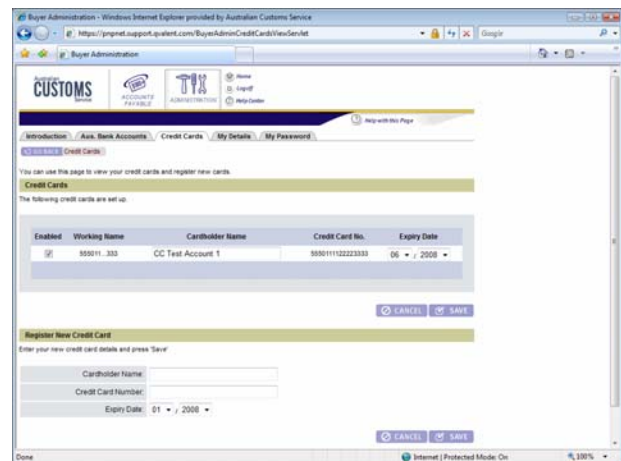 Buyer Administration - Windows Internet Explorer provided by Australian Customs Service
https://pnpnet.support.qvalent.com/BuyerAdminCreditCardsViewServlet
Google
Buyer Administration
Australian
CUSTOMS
Service
ACCOUNTS
PAYABLE
ADMINISTRATION
Home
Logoff
Help Center
Help with this Page
Introduction Aus. Bank Accounts Credit Cards My Details My Password
GO BACK Credit Cards
You can use this page to view your credit cards and register new cards.
Credit Cards
The following credit cards are set up.
Enabled Working Name Cardholder Name Credit Card No. Expiry Date
555011...333 CC Test Account 1 5550111122223333 06 / 2008
CANCEL SAVE
Register New Credit Card
Enter your new credit card details and press 'Save'
Cardholder Name:
Credit Card Number:
Expiry Date: 01 / 2008
CANCEL SAVE
Done Internet | Protected Mode: On 100%